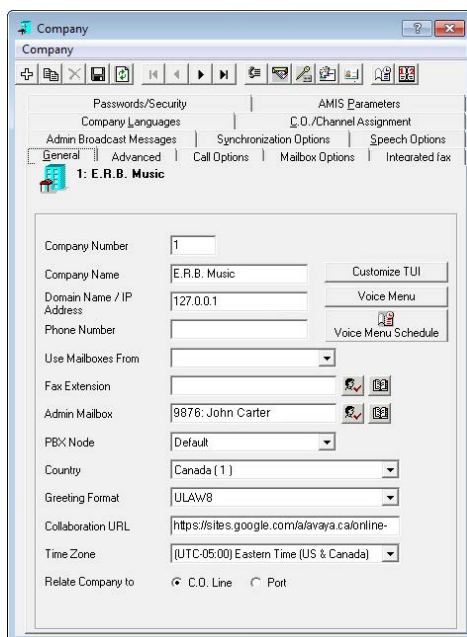 Company
Company
Passwords/Security AMIS Parameters
Company Languages C.O./Channel Assignment
Admin Broadcast Messages Synchronization Options Speech Options
General Advanced Call Options Mailbox Options Integrated fax
1: E.R.B. Music
Company Number 1
Company Name E.R.B. Music Customize TUI
Domain Name / IP Address 127.0.0.1 Voice Menu
Phone Number Voice Menu Schedule
Use Mailboxes From
Fax Extension
Admin Mailbox 9876: John Carter
PBX Node Default
Country Canada ( 1 )
Greeting Format ULAW8
Collaboration URL https://sites.google.com/a/avaya.ca/online-
Time Zone (UTC-05:00) Eastern Time (US & Canada)
Relate Company to C.O. Line Port